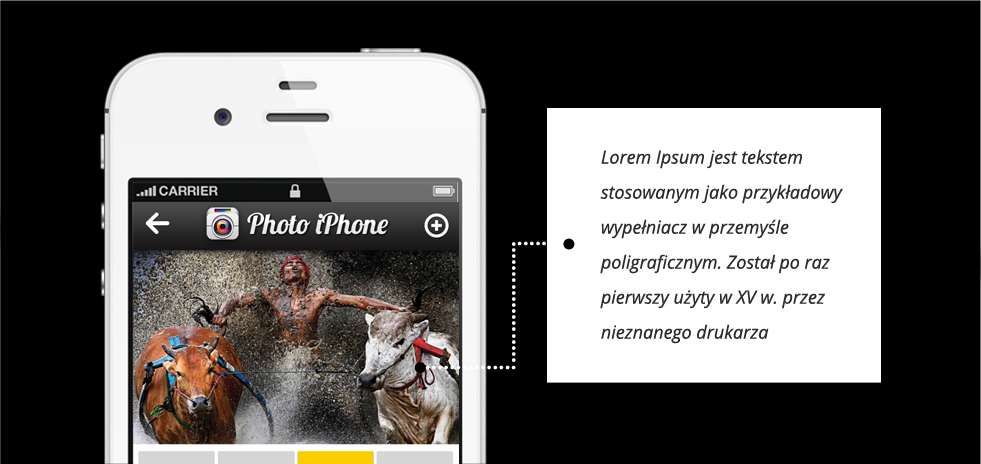 CARRIER
Photo iPhone
Lorem Ipsum jest tekstem
stosowanym jako przykładowy
wypełniacz w przemyśle
poligraficznym. Został po raz
pierwszy użyty w XV w. przez
nieznanego drukarza